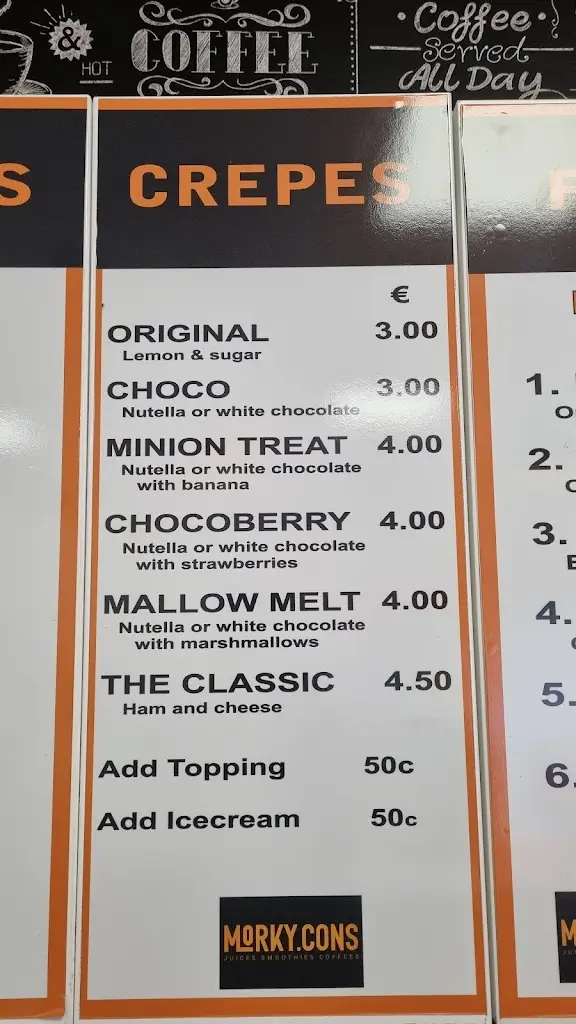 &
HOT
COFFEE
Coffee
Served
All Day
S
CREPES
€
ORIGINAL 3.00
Lemon & sugar
CHOCO 3.00
Nutella or white chocolate
MINION TREAT 4.00
Nutella or white chocolate
with banana
CHOCOBERRY 4.00
Nutella or white chocolate
with strawberries
MALLOW MELT 4.00
Nutella or white chocolate
with marshmallows
THE CLASSIC 4.50
Ham and cheese
Add Topping 50c
Add Icecream 50c
MORKY.CONS
JUICES SMOOTHIES COFFEES
1.
2.
3.
4.
5.
6.